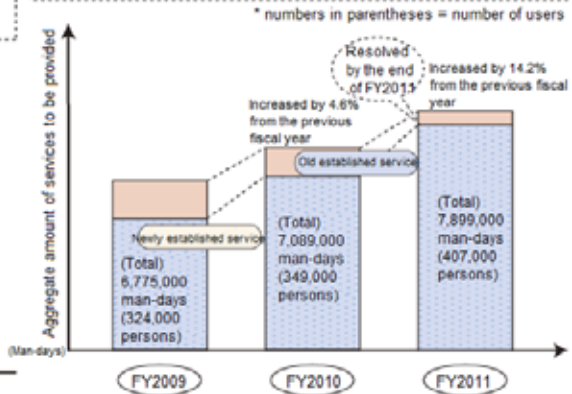 * numbers in parentheses = number of users
Aggregate amount of services to be provided
(Man-days)
Resolved
by the end
of FY2011
Increased by 14.2%
from the previous fiscal
year
Increased by 4.6%
from the previous
fiscal year
Old established service
Newly established service
(Total)
6,775,000
man-days
(324,000
persons)
(Total)
7,089,000
man-days
(349,000
persons)
(Total)
7,899,000
man-days
(407,000
persons)
FY2009
FY2010
FY2011